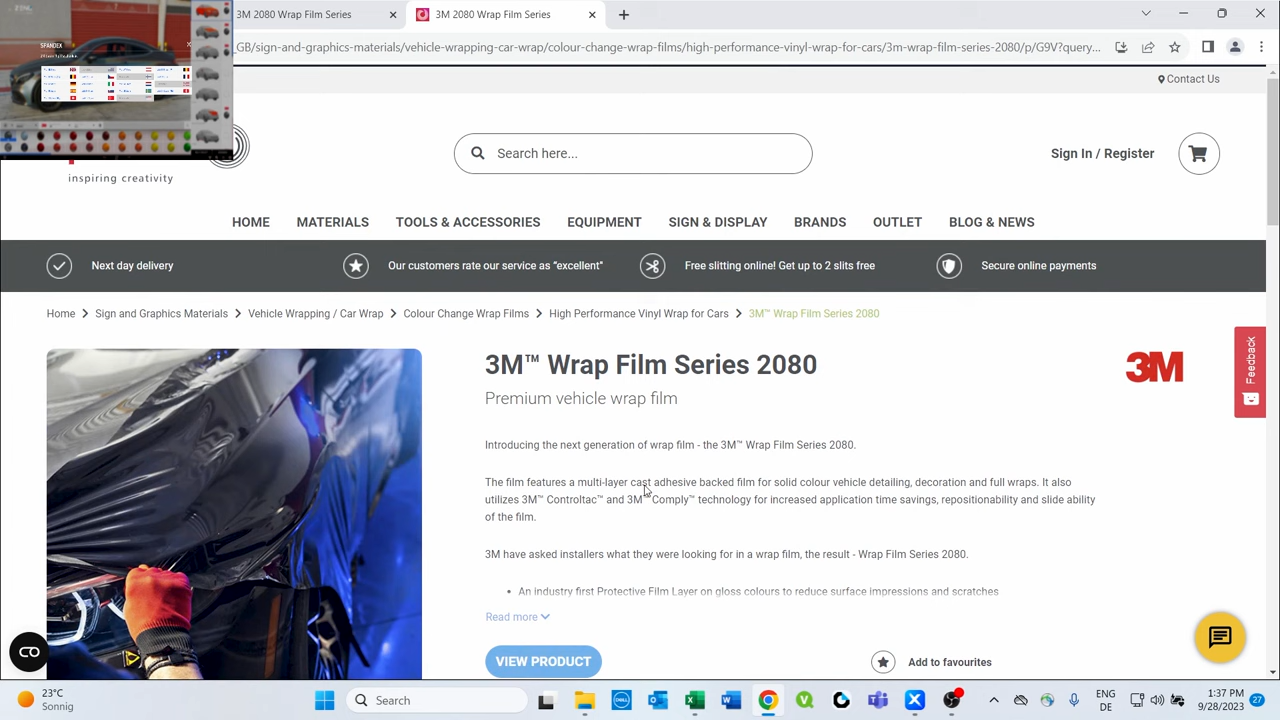 3M 2080 Wrap Film Series
3M 2080 Wrap Film Series
GB/sign-and-graphics-materials/vehicle-wrapping-car-wrap/colour-change-wrap-films/high-performance-vinyl-wrap-for-cars/3m-wrap-film-series-2080/p/G9V?query...
SPANDEX
Contact Us
inspiring creativity
Search here...
Sign In / Register
HOME MATERIALS TOOLS & ACCESSORIES EQUIPMENT SIGN & DISPLAY BRANDS OUTLET BLOG & NEWS
Next day delivery Our customers rate our service as “excellent” Free slitting online! Get up to 2 slits free Secure online payments
Home > Sign and Graphics Materials > Vehicle Wrapping / Car Wrap > Colour Change Wrap Films > High Performance Vinyl Wrap for Cars > 3M™ Wrap Film Series 2080
3M™ Wrap Film Series 2080
3M
Premium vehicle wrap film
Feedback
Introducing the next generation of wrap film - the 3M™ Wrap Film Series 2080.
The film features a multi-layer cast adhesive backed film for solid colour vehicle detailing, decoration and full wraps. It also
utilizes 3M™ Controltac™ and 3M™ Comply™ technology for increased application time savings, repositionability and slide ability
of the film.
3M have asked installers what they were looking for in a wrap film, the result - Wrap Film Series 2080.
• An industry first Protective Film Layer on gloss colours to reduce surface impressions and scratches
Read more
VIEW PRODUCT
Add to favourites
23°C
Sonnig
Search
ENG
DE
1:37 PM
9/28/2023
27